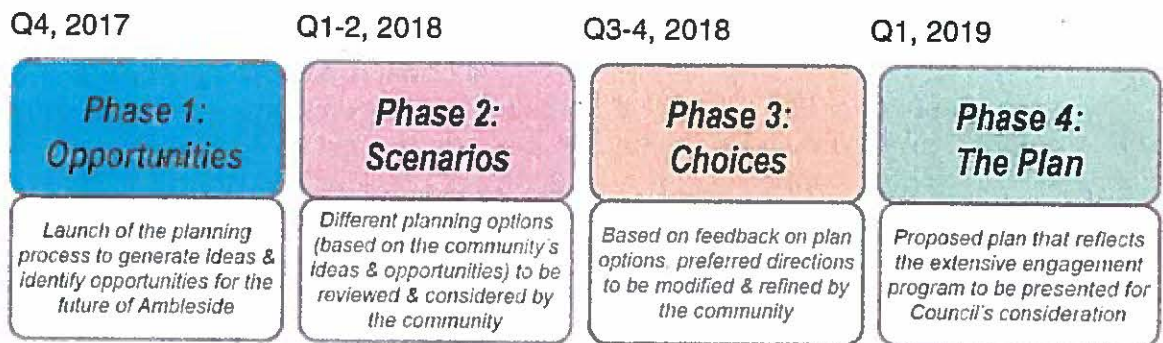 Q4, 2017
Q1-2, 2018
Q3-4, 2018
Q1, 2019
Phase 1:
Opportunities
Phase 2:
Scenarios
Phase 3:
Choices
Phase 4:
The Plan
Launch of the planning
process to generate ideas &
identify opportunities for the
future of Ambleside
Different planning options
(based on the community's
ideas & opportunities) to be
reviewed & considered by
the community
Based on feedback on plan
options, preferred directions
to be modified & refined by
the community
Proposed plan that reflects
the extensive engagement
program to be presented for
Council's consideration